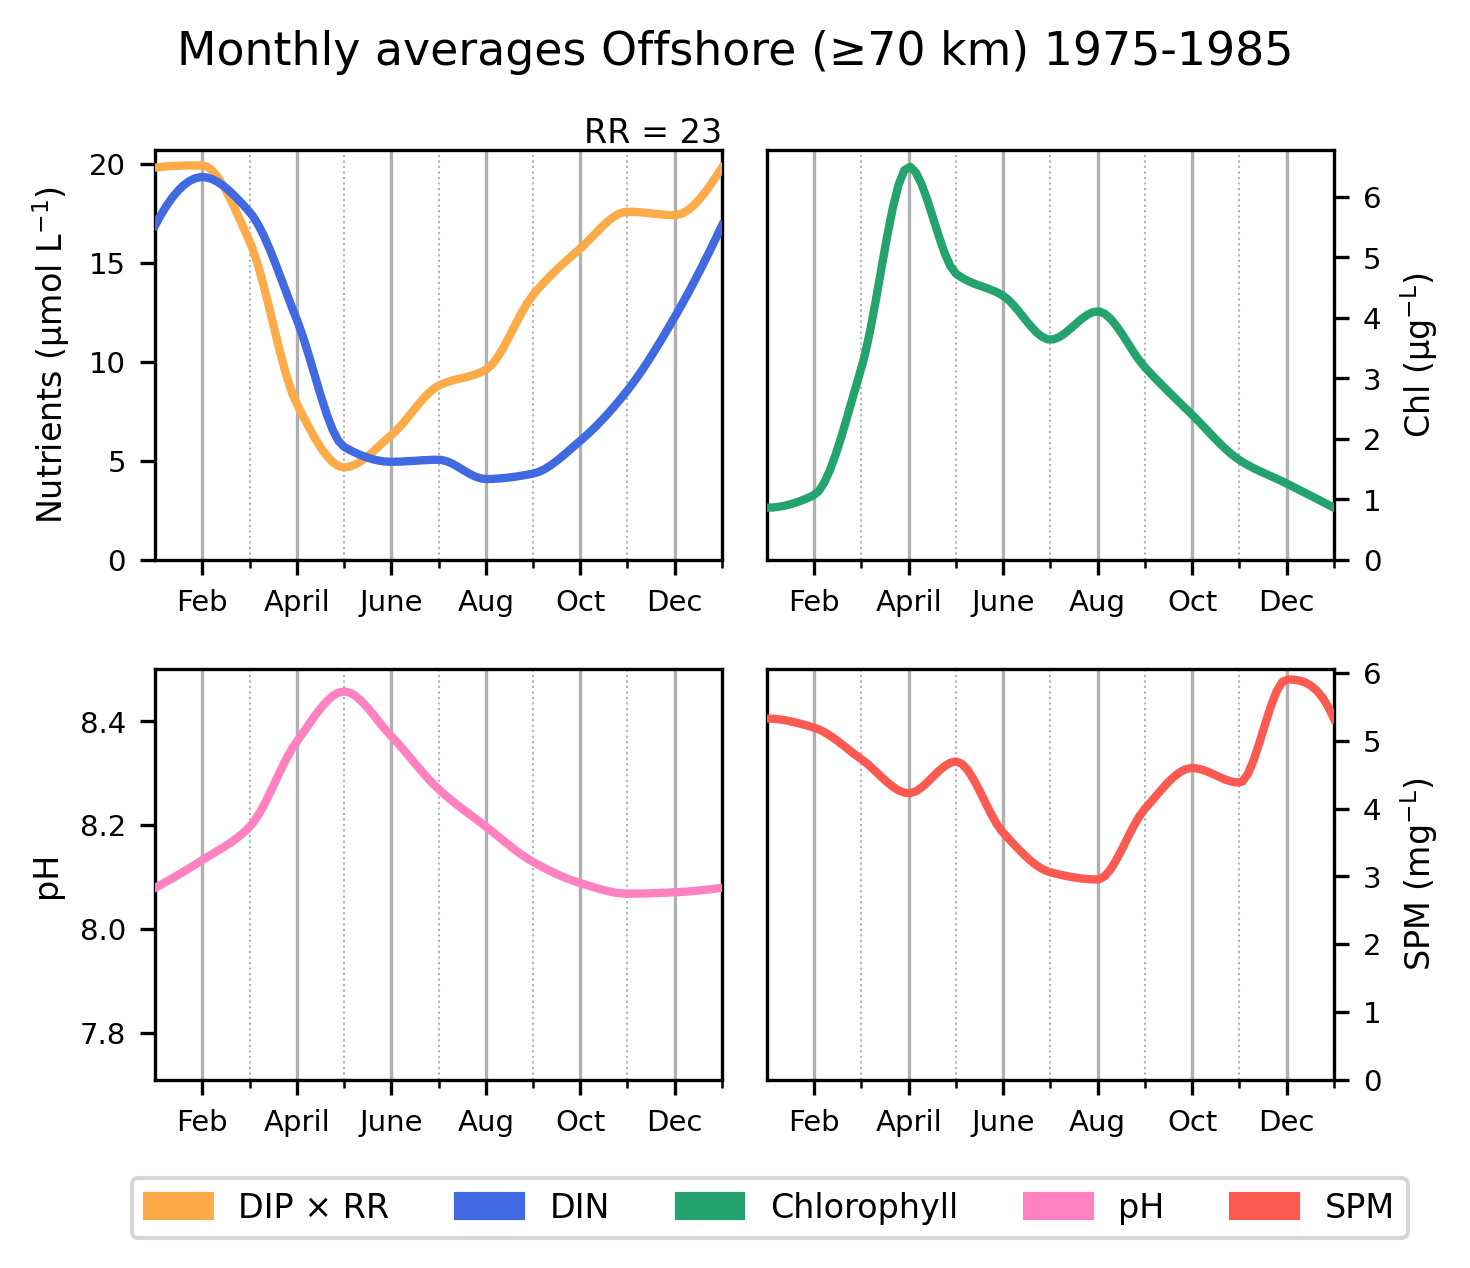 Monthly averages Offshore (≥70 km) 1975-1985
RR = 23
Nutrients (µmol L⁻¹)
20
15
10
5
0
Feb April June Aug Oct Dec
Chl (µg⁻ᴸ)
6
5
4
3
2
1
0
Feb April June Aug Oct Dec
pH
8.4
8.2
8.0
7.8
Feb April June Aug Oct Dec
SPM (mg⁻ᴸ)
6
5
4
3
2
1
0
Feb April June Aug Oct Dec
DIP × RR DIN Chlorophyll pH SPM